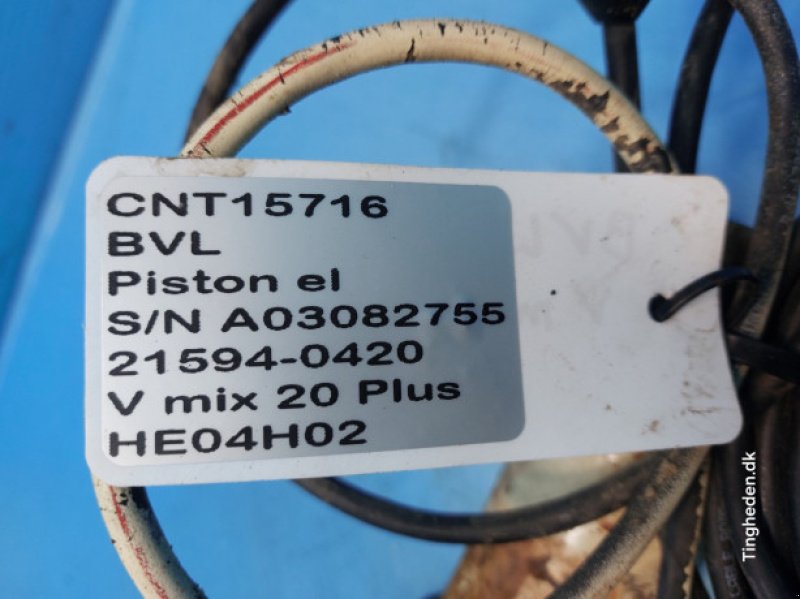 CNT15716
BVL
Piston el
S/N A03082755
21594-0420
V mix 20 Plus
HE04H02
Tingheden.dk